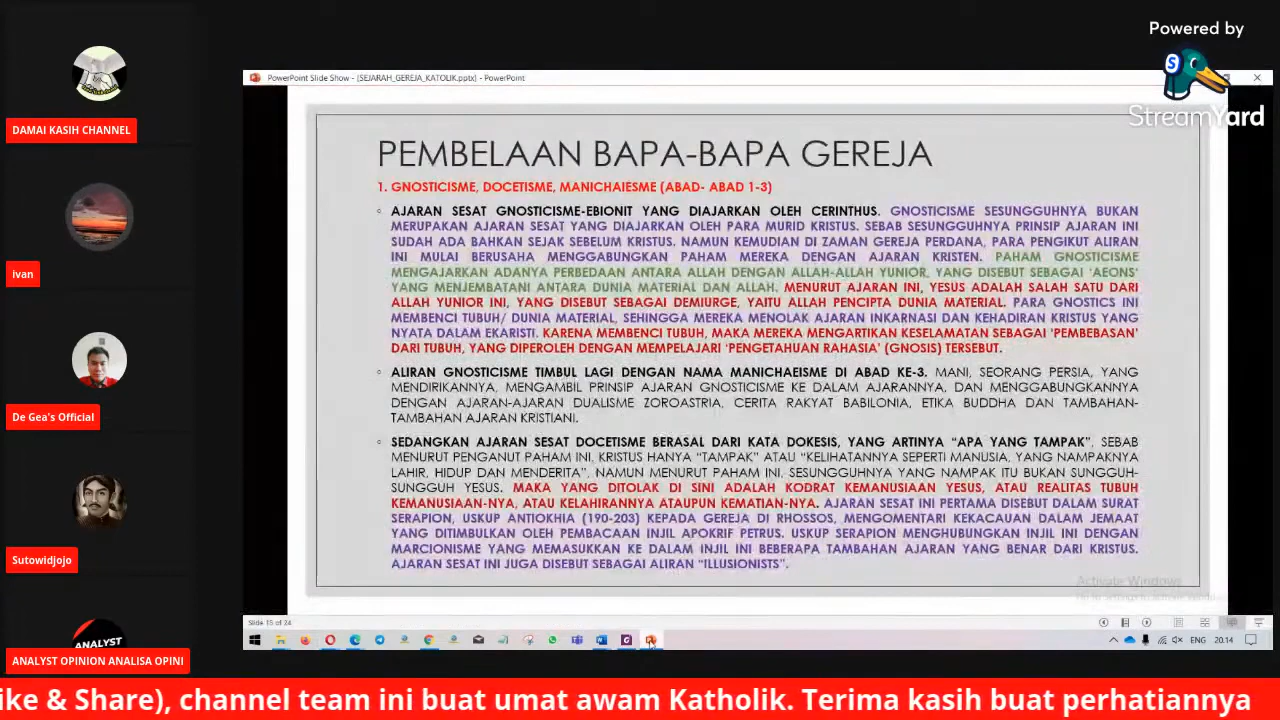 Powered by
StreamYard
DAMAI KASIH CHANNEL
ivan
De Gea's Official
Sutowidjojo
ANALYST
ANALYST OPINION ANALISA OPINI
PowerPoint Slide Show - [SEJARAH_GEREJA_KATOLIK.pptx] - PowerPoint
PEMBELAAN BAPA-BAPA GEREJA
1. GNOSTICISME, DOCETISME, MANICHAIESME (ABAD- ABAD 1-3)
AJARAN SESAT GNOSTICISME-EBIONIT YANG DIAJARKAN OLEH CERINTHUS. GNOSTICISME SESUNGGUHNYA BUKAN
MERUPAKAN AJARAN SESAT YANG DIAJARKAN OLEH PARA MURID KRISTUS. SEBAB SESUNGGUHNYA PRINSIP AJARAN INI
SUDAH ADA BAHKAN SEJAK SEBELUM KRISTUS. NAMUN KEMUDIAN DI ZAMAN GEREJA PERDANA, PARA PENGIKUT ALIRAN
INI MULAI BERUSAHA MENGGABUNGKAN PAHAM MEREKA DENGAN AJARAN KRISTEN. PAHAM GNOSTICISME
MENGAJARKAN ADANYA PERBEDAAN ANTARA ALLAH DENGAN ALLAH-ALLAH YUNIOR, YANG DISEBUT SEBAGAI 'AEONS'
YANG MENJEMBATANI ANTARA DUNIA MATERIAL DAN ALLAH. MENURUT AJARAN INI, YESUS ADALAH SALAH SATU DARI
ALLAH YUNIOR INI, YANG DISEBUT SEBAGAI DEMIURGE, YAITU ALLAH PENCIPTA DUNIA MATERIAL. PARA GNOSTICS INI
MEMBENCI TUBUH/ DUNIA MATERIAL, SEHINGGA MEREKA MENOLAK AJARAN INKARNASI DAN KEHADIRAN KRISTUS YANG
NYATA DALAM EKARISTI. KARENA MEMBENCI TUBUH, MAKA MEREKA MENGARTIKAN KESELAMATAN SEBAGAI 'PEMBEBASAN'
DARI TUBUH, YANG DIPEROLEH DENGAN MEMPELAJARI 'PENGETAHUAN RAHASIA' (GNOSIS) TERSEBUT.
ALIRAN GNOSTICISME TIMBUL LAGI DENGAN NAMA MANICHAEISME DI ABAD KE-3. MANI, SEORANG PERSIA, YANG
MENDIRIKANNYA, MENGAMBIL PRINSIP AJARAN GNOSTICISME KE DALAM AJARANNYA, DAN MENGGABUNGKANNYA
DENGAN AJARAN-AJARAN DUALISME ZOROASTRIA, CERITA RAKYAT BABILONIA, ETIKA BUDDHA DAN TAMBAHAN-
TAMBAHAN AJARAN KRISTIANI.
SEDANGKAN AJARAN SESAT DOCETISME BERASAL DARI KATA DOKESIS, YANG ARTINYA "APA YANG TAMPAK", SEBAB
MENURUT PENGANUT PAHAM INI, KRISTUS HANYA "TAMPAK" ATAU "KELIHATANNYA SEPERTI MANUSIA, YANG NAMPAKNYA
LAHIR, HIDUP DAN MENDERITA", NAMUN MENURUT PAHAM INI, SESUNGGUHNYA YANG NAMPAK ITU BUKAN SUNGGUH-
SUNGGUH YESUS. MAKA YANG DITOLAK DI SINI ADALAH KODRAT KEMANUSIAAN YESUS, ATAU REALITAS TUBUH
KEMANUSIAAN-NYA, ATAU KELAHIRANNYA ATAUPUN KEMATIAN-NYA. AJARAN SESAT INI PERTAMA DISEBUT DALAM SURAT
SERAPION, USKUP ANTIOKHIA (190-203) KEPADA GEREJA DI RHOSSOS, MENGOMENTARI KEKACAUAN DALAM JEMAAT
YANG DITIMBULKAN OLEH PEMBACAAN INJIL APOKRIF PETRUS. USKUP SERAPION MENGHUBUNGKAN INJIL INI DENGAN
MARCIONISME YANG MEMASUKKAN KE DALAM INJIL INI BEBERAPA TAMBAHAN AJARAN YANG BENAR DARI KRISTUS.
AJARAN SESAT INI JUGA DISEBUT SEBAGAI ALIRAN "ILLUSIONISTS".
Activate Windows
Slide 15 of 24
ENG
20.14
ike & Share), channel team ini buat umat awam Katholik. Terima kasih buat perhatiannya